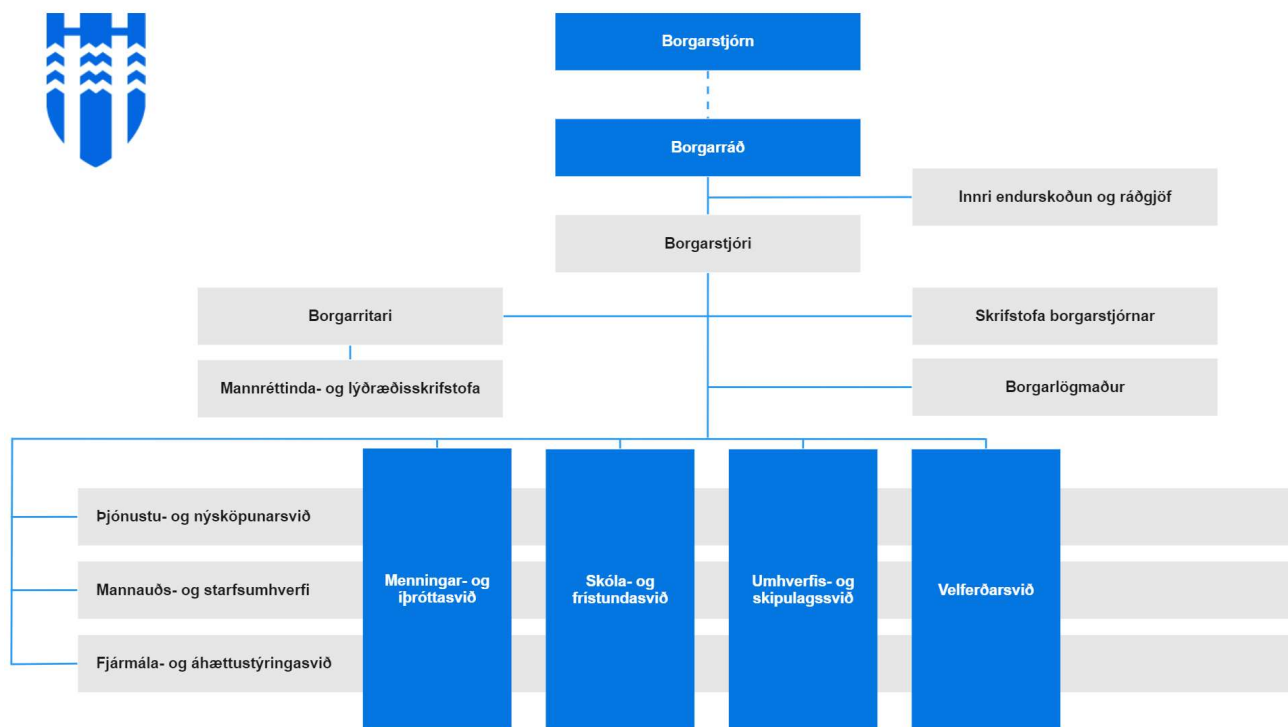 Borgarstjórn
Borgarráð
Innri endurskoðun og ráðgjöf
Borgarstjóri
Borgarritari
Skrifstofa borgarstjórnar
Mannréttinda- og lýðræðisskrifstofa
Borgarlögmaður
Þjónustu- og nýsköpunarsvið
Mannauðs- og starfsumhverfi
Fjármála- og áhættustýringasvið
Menningar- og
íþróttasvið
Skóla- og
frístundasvið
Umhverfis- og
skipulagssvið
Velferðarsvið